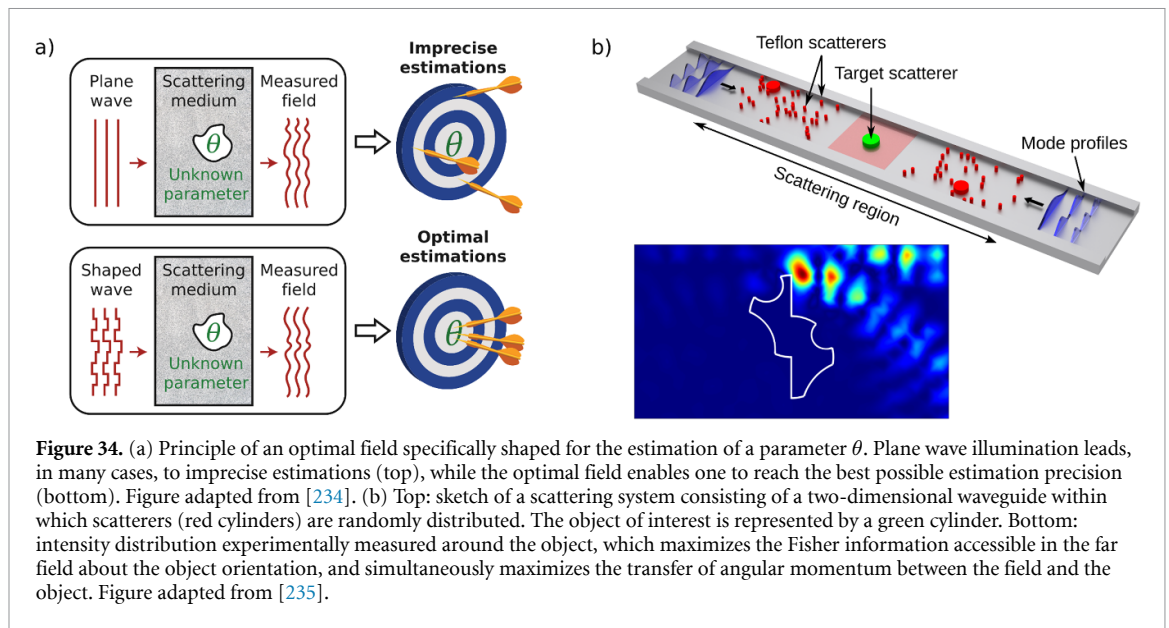 a)
Plane
wave
Scattering
medium
Measured
field
θ
Unknown
parameter
Imprecise
estimations
θ
Shaped
wave
Scattering
medium
Measured
field
θ
Unknown
parameter
Optimal
estimations
θ
b)
Teflon scatterers
Target scatterer
Mode profiles
Scattering region
Figure 34. (a) Principle of an optimal field specifically shaped for the estimation of a parameter θ. Plane wave illumination leads,
in many cases, to imprecise estimations (top), while the optimal field enables one to reach the best possible estimation precision
(bottom). Figure adapted from [234]. (b) Top: sketch of a scattering system consisting of a two-dimensional waveguide within
which scatterers (red cylinders) are randomly distributed. The object of interest is represented by a green cylinder. Bottom:
intensity distribution experimentally measured around the object, which maximizes the Fisher information accessible in the far
field about the object orientation, and simultaneously maximizes the transfer of angular momentum between the field and the
object. Figure adapted from [235].